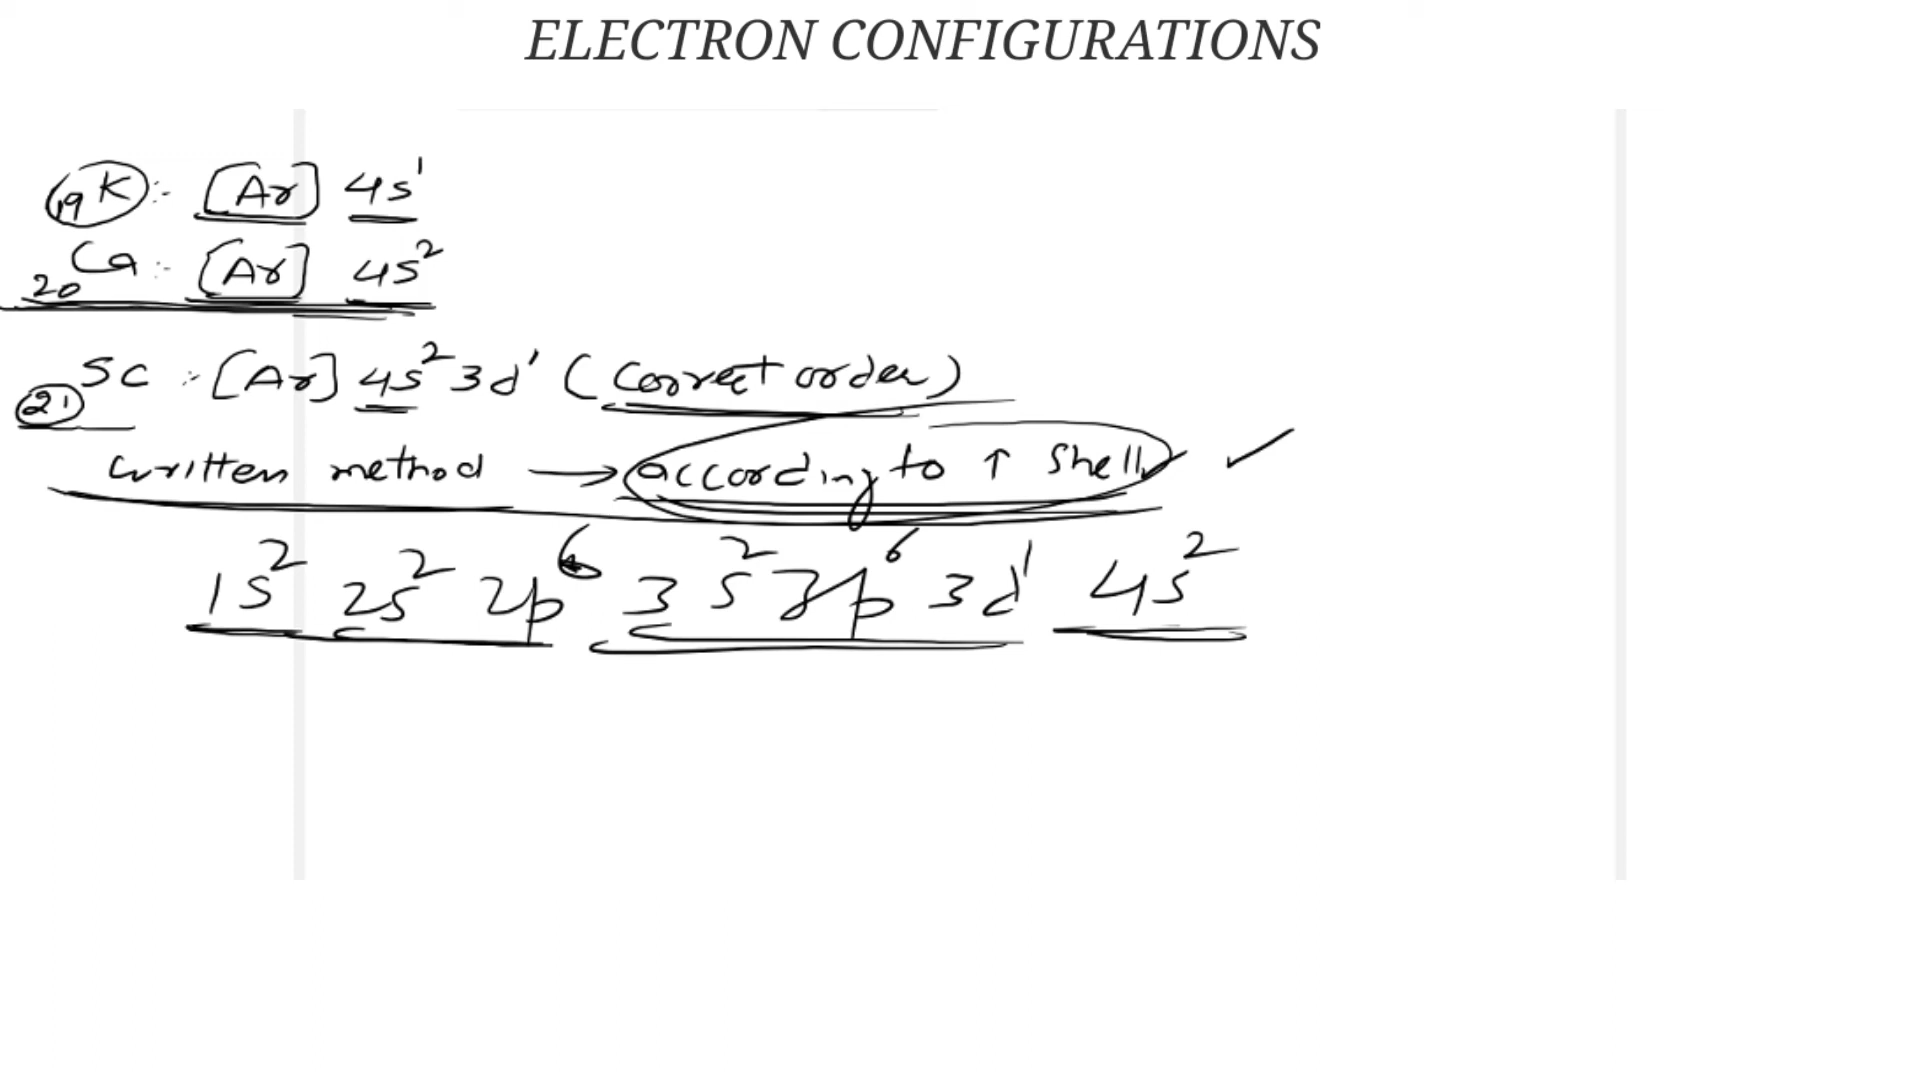 ELECTRON CONFIGURATIONS
₁₉K :- [Ar] 4s¹
₂₀Ca :- [Ar] 4s²
₂₁Sc :- [Ar] 4s² 3d¹ (correct order)
written method → according to ↑ shell ✓
1s² 2s² 2p⁶ 3s² 3p⁶ 3d¹ 4s²